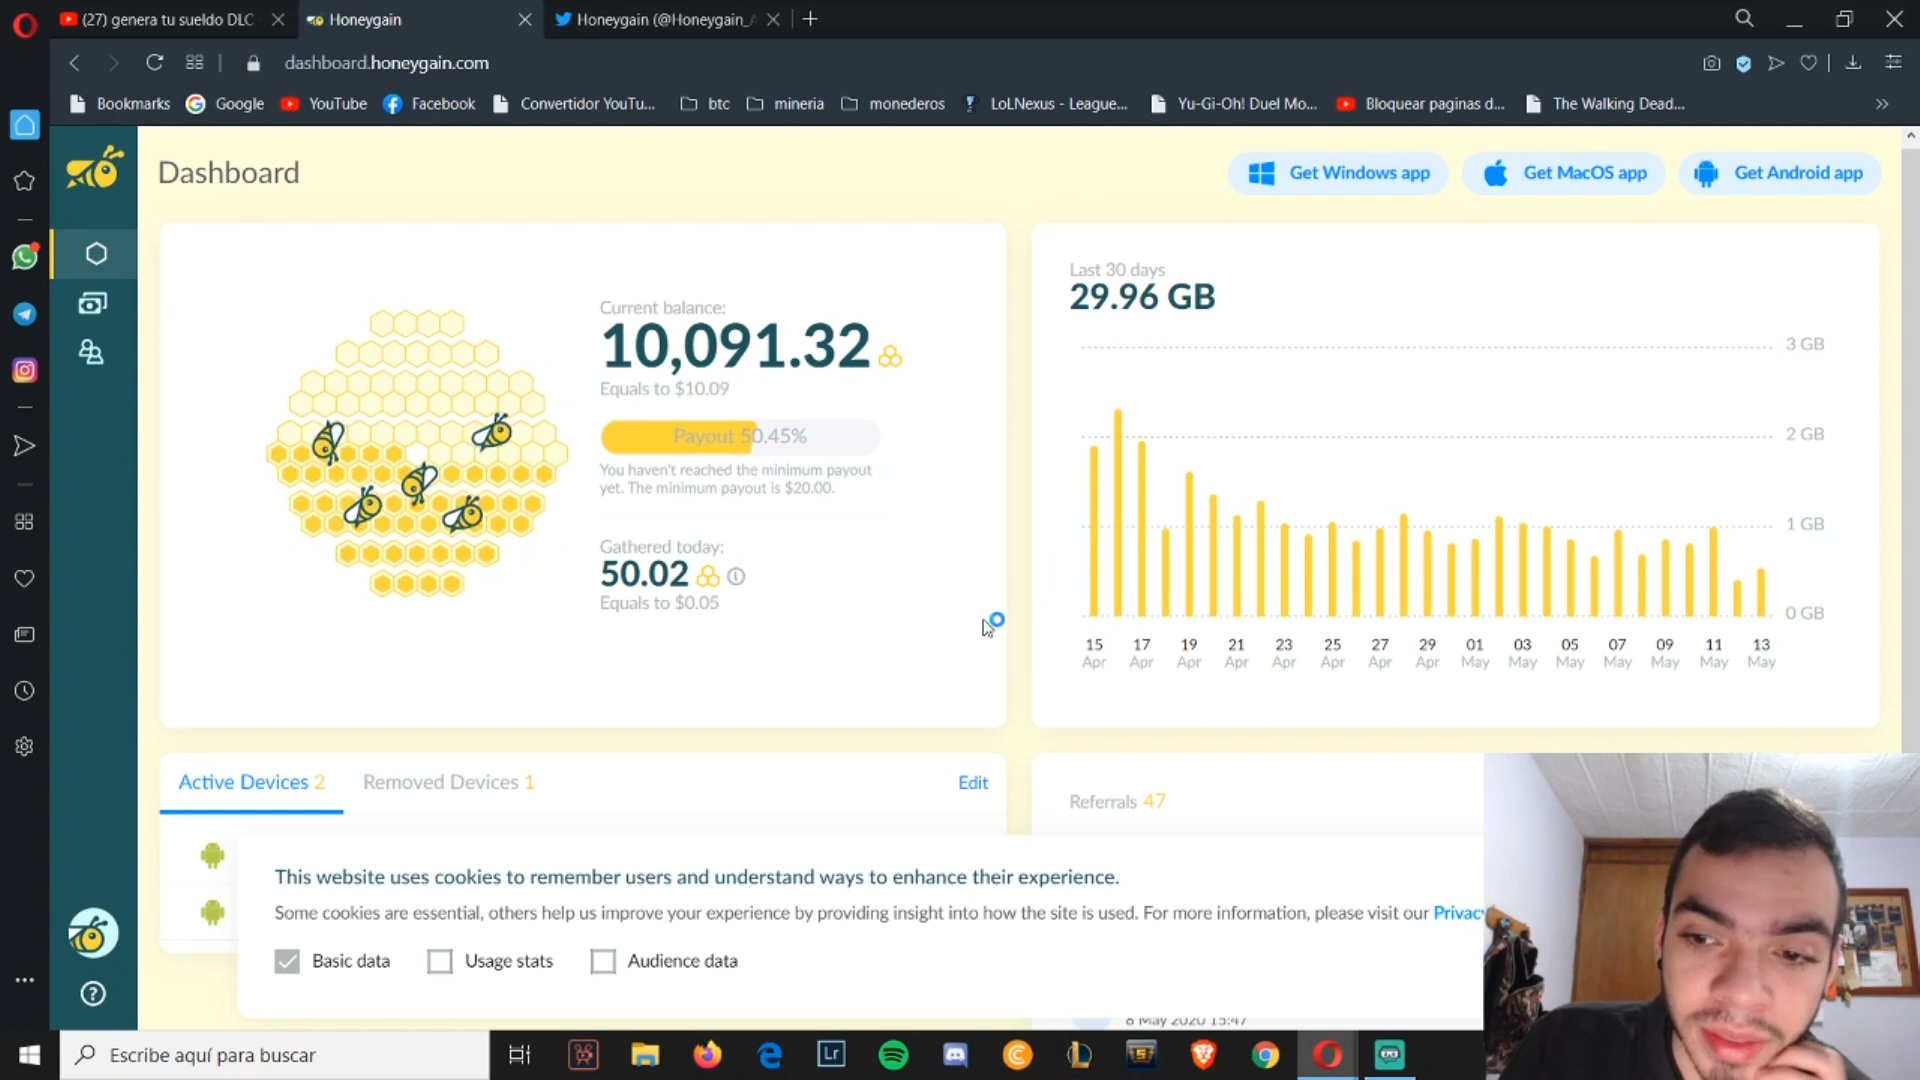 (27) genera tu sueldo DLC
Honeygain
Honeygain (@Honeygain_
dashboard.honeygain.com
Bookmarks
Google
YouTube
Facebook
Convertidor YouTu...
btc
mineria
monederos
LoLNexus - League...
Yu-Gi-Oh! Duel Mo...
Bloquear paginas d...
The Walking Dead...
Dashboard
Get Windows app
Get MacOS app
Get Android app
Current balance:
10,091.32
Equals to $10.09
Payout 50.45%
You haven't reached the minimum payout
yet. The minimum payout is $20.00.
Gathered today:
50.02
Equals to $0.05
Last 30 days
29.96 GB
3 GB
2 GB
1 GB
0 GB
15 17 19 21 23 25 27 29 01 03 05 07 09 11 13
Apr Apr Apr Apr Apr Apr Apr Apr May May May May May May May
Active Devices 2
Removed Devices 1
Edit
Referrals 47
This website uses cookies to remember users and understand ways to enhance their experience.
Some cookies are essential, others help us improve your experience by providing insight into how the site is used. For more information, please visit our Privacy
Basic data
Usage stats
Audience data
8 May 2020 15:47
Escribe aquí para buscar
Lr